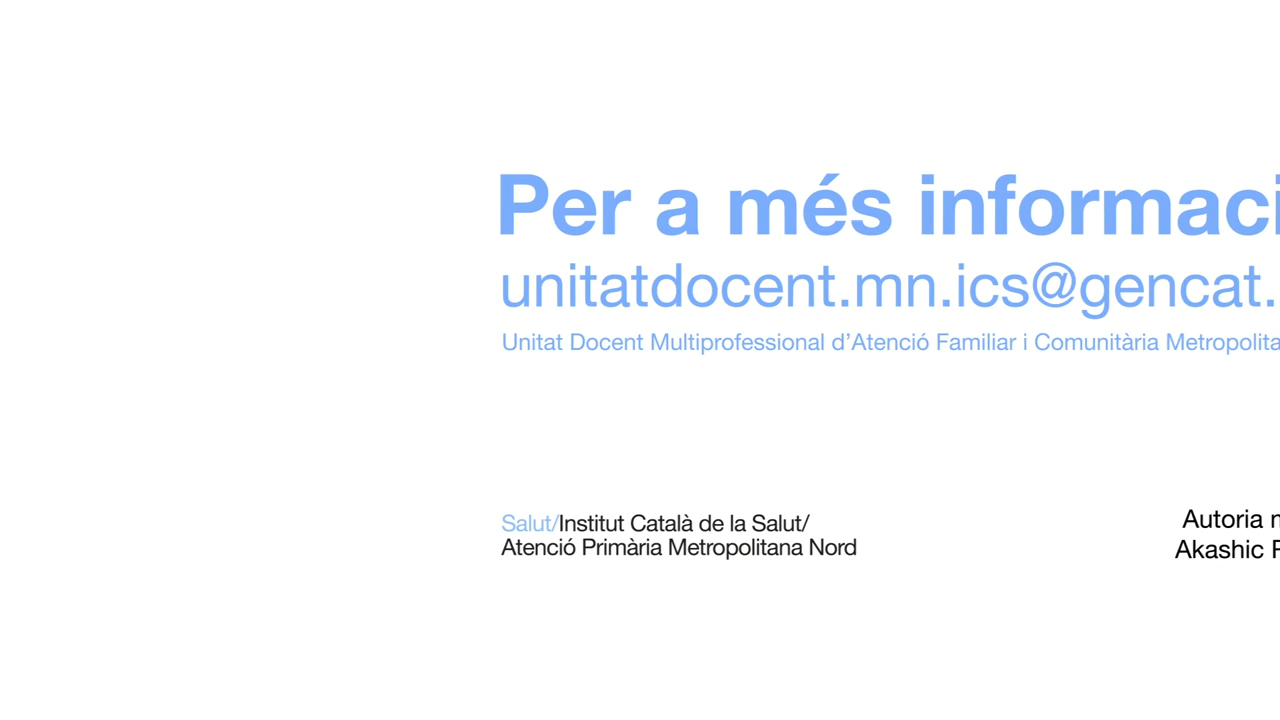 Per a més informaci
unitatdocent.mn.ics@gencat.
Unitat Docent Multiprofessional d’Atenció Familiar i Comunitària Metropolita
Salut/Institut Català de la Salut/
Atenció Primària Metropolitana Nord
Autoria
Akashic